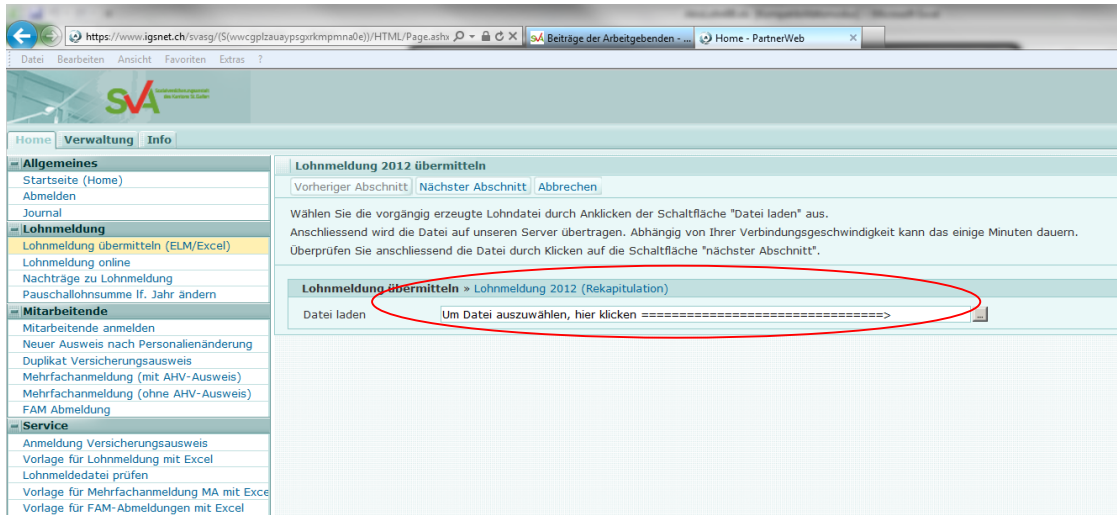 https://www.igsnet.ch/svasg/(S(wwcgplzauaypsgxrkmpmna0e))/HTML/Page.ashx
Beiträge der Arbeitgebenden - ...
Home - PartnerWeb
Datei Bearbeiten Ansicht Favoriten Extras ?
SVA
Home Verwaltung Info
Allgemeines
Startseite (Home)
Abmelden
Journal
Lohnmeldung
Lohnmeldung übermitteln (ELM/Excel)
Lohnmeldung online
Nachträge zu Lohnmeldung
Pauschallohnsumme lf. Jahr ändern
Mitarbeitende
Mitarbeitende anmelden
Neuer Ausweis nach Personalienänderung
Duplikat Versicherungsausweis
Mehrfachanmeldung (mit AHV-Ausweis)
Mehrfachanmeldung (ohne AHV-Ausweis)
FAM Abmeldung
Service
Anmeldung Versicherungsausweis
Vorlage für Lohnmeldung mit Excel
Lohnmeldedatei prüfen
Vorlage für Mehrfachanmeldung MA mit Exce
Vorlage für FAM-Abmeldungen mit Excel
Lohnmeldung 2012 übermitteln
Vorheriger Abschnitt Nächster Abschnitt Abbrechen
Wählen Sie die vorgängig erzeugte Lohndatei durch Anklicken der Schaltfläche "Datei laden" aus.
Anschliessend wird die Datei auf unseren Server übertragen. Abhängig von Ihrer Verbindungsgeschwindigkeit kann das einige Minuten dauern.
Überprüfen Sie anschliessend die Datei durch Klicken auf die Schaltfläche "nächster Abschnitt".
Lohnmeldung übermitteln » Lohnmeldung 2012 (Rekapitulation)
Datei laden Um Datei auszuwählen, hier klicken ================================> ...